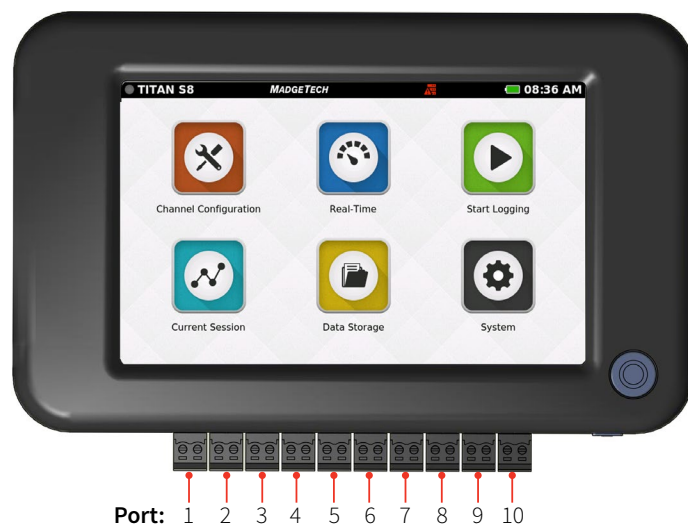 TITAN S8 MADGETECH 08:36 AM
Channel Configuration Real-Time Start Logging
Current Session Data Storage System
Port: 1 2 3 4 5 6 7 8 9 10